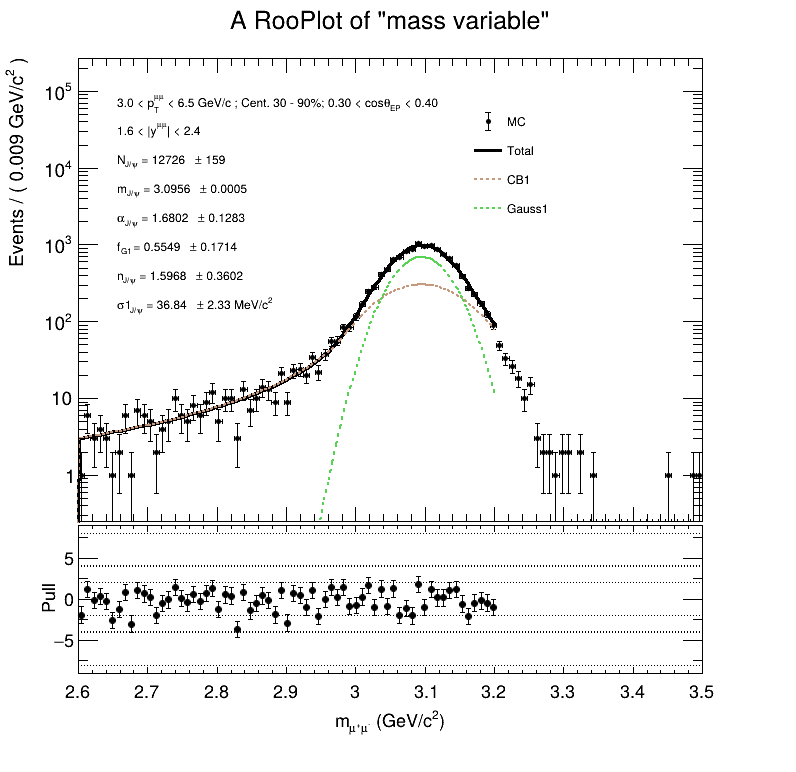 A RooPlot of "mass variable"
Events / ( 0.009 GeV/c² )
10⁵
10⁴
10³
10²
10
1
3.0 < p_T^μμ < 6.5 GeV/c ; Cent. 30 - 90%; 0.30 < cosθ_EP < 0.40
1.6 < |y^μμ| < 2.4
N_J/ψ = 12726 ± 159
m_J/ψ = 3.0956 ± 0.0005
α_J/ψ = 1.6802 ± 0.1283
f_G1 = 0.5549 ± 0.1714
n_J/ψ = 1.5968 ± 0.3602
σ1_J/ψ = 36.84 ± 2.33 MeV/c²
MC
Total
CB1
Gauss1
Pull
5
0
−5
2.6 2.7 2.8 2.9 3 3.1 3.2 3.3 3.4 3.5
m_μ⁺μ⁻ (GeV/c²)